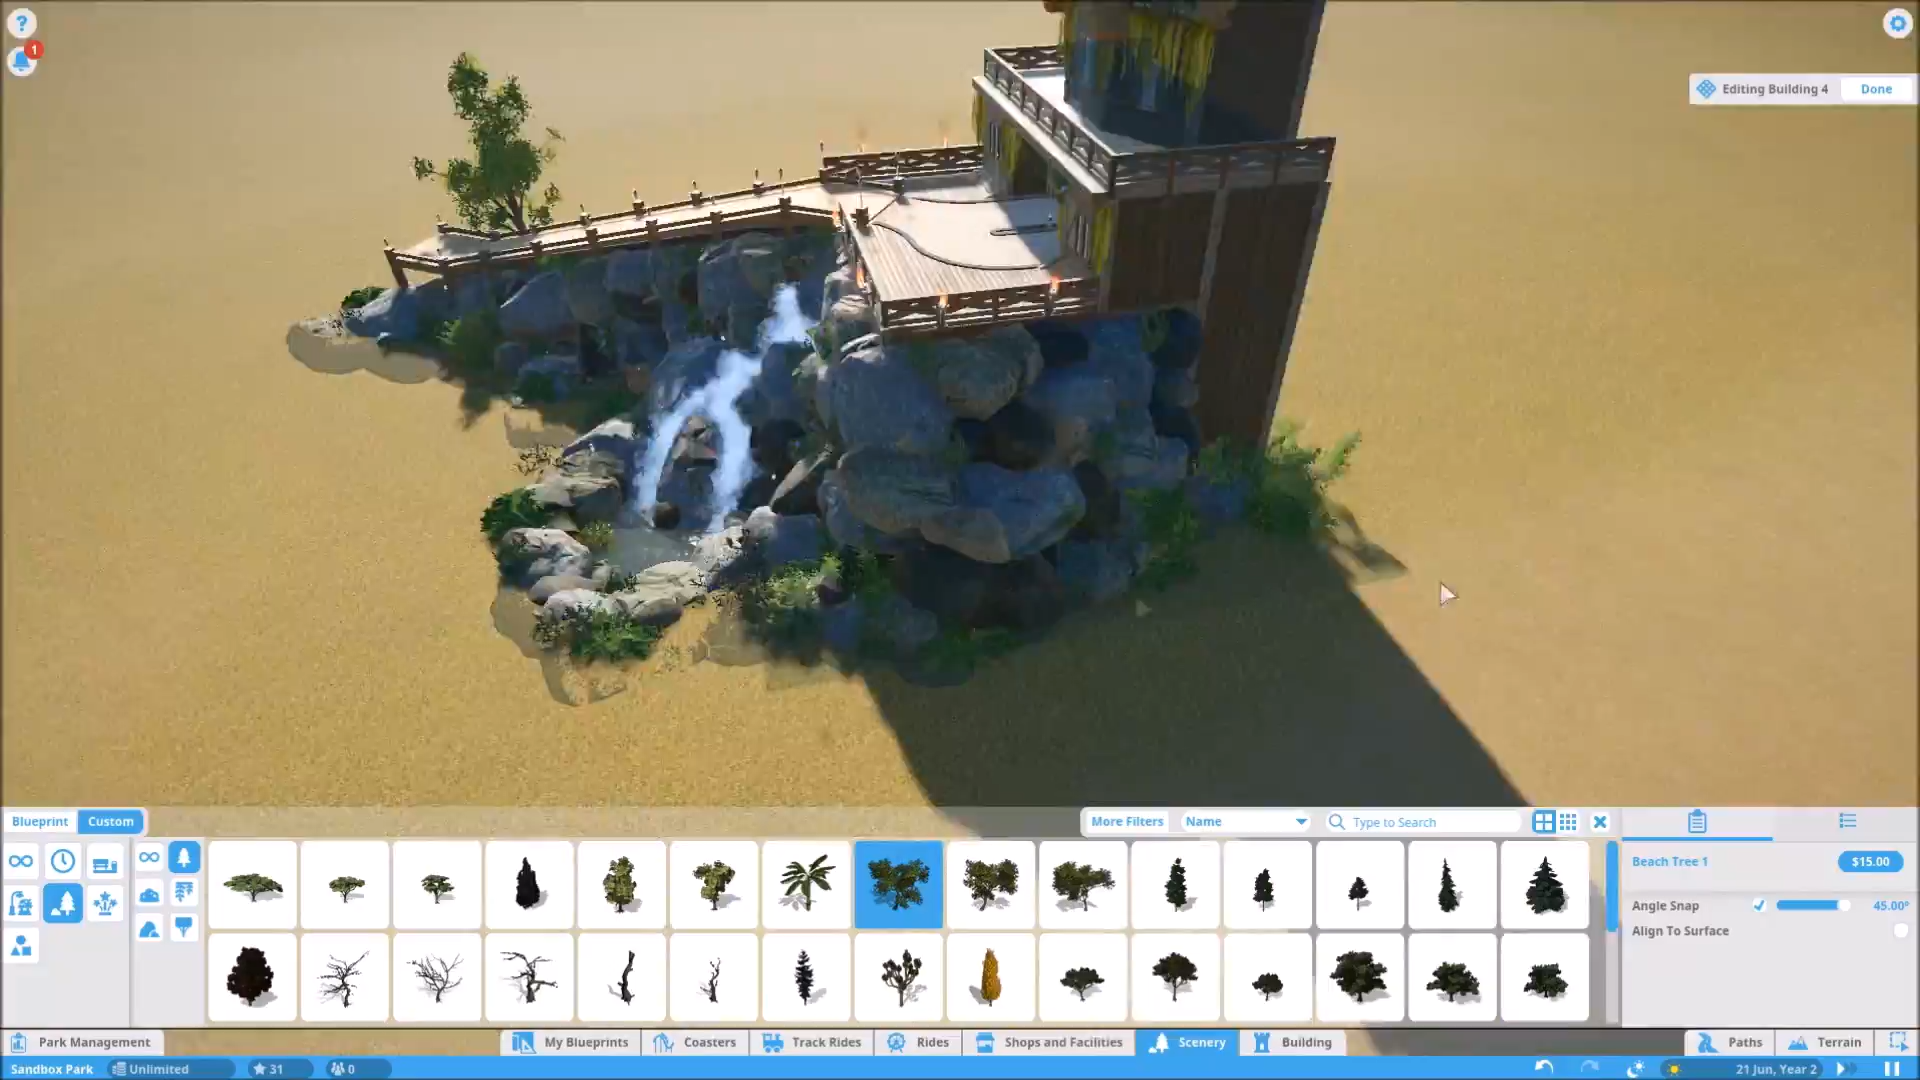 ?
1
Editing Building 4 Done
Blueprint Custom
More Filters Name Type to Search
Beach Tree 1 $15.00
Angle Snap 45.00°
Align To Surface
Park Management My Blueprints Coasters Track Rides Rides Shops and Facilities Scenery Building Paths Terrain
Sandbox Park Unlimited 31 0 21 Jun, Year 2